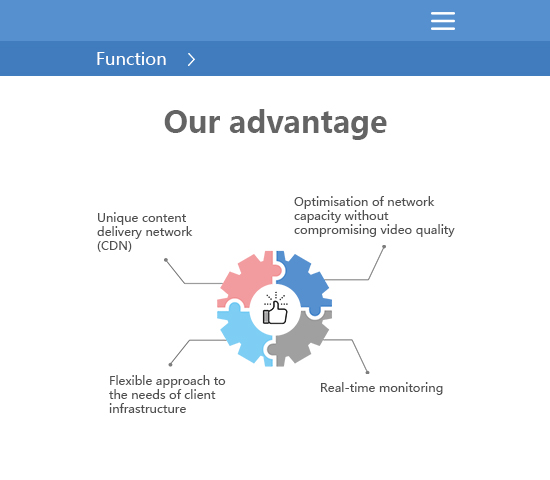 Function
Our advantage
Unique content
delivery network
(CDN)
Optimisation of network
capacity without
compromising video quality
Flexible approach to
the needs of client
infrastructure
Real-time monitoring